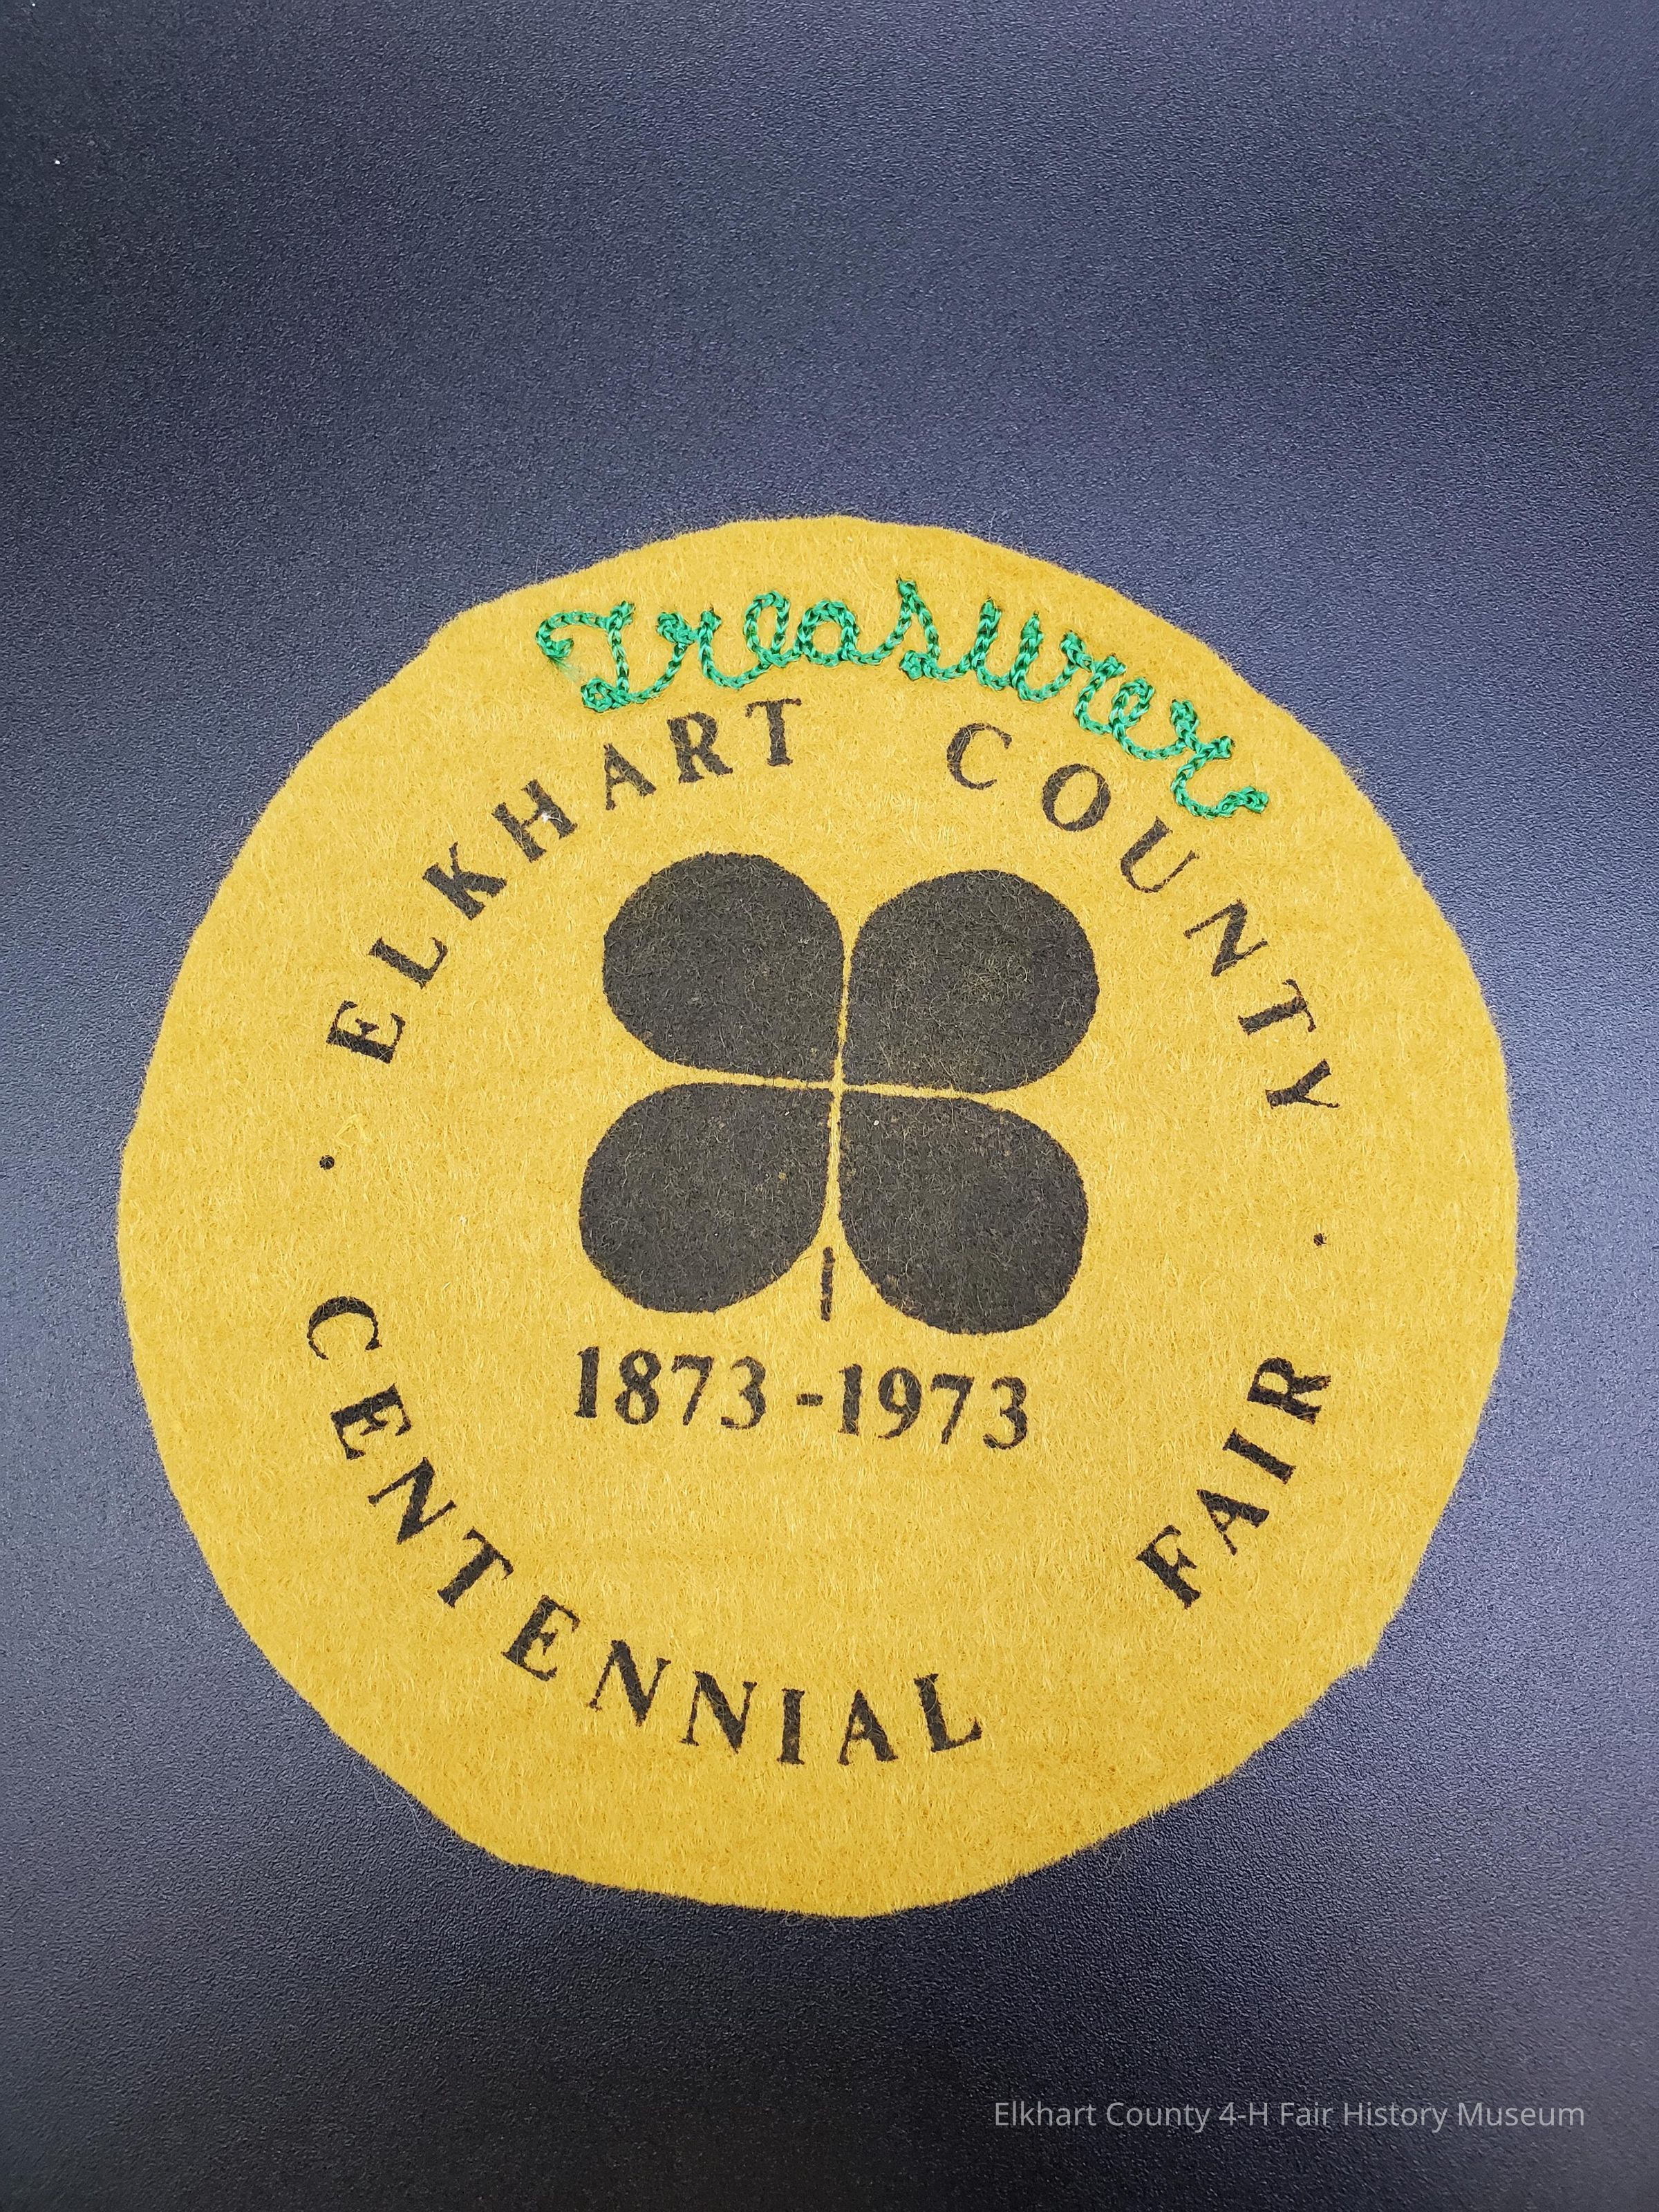 Treasurer
ELKHART COUNTY
1873-1973
· CENTENNIAL FAIR ·
Elkhart County 4-H Fair History Museum